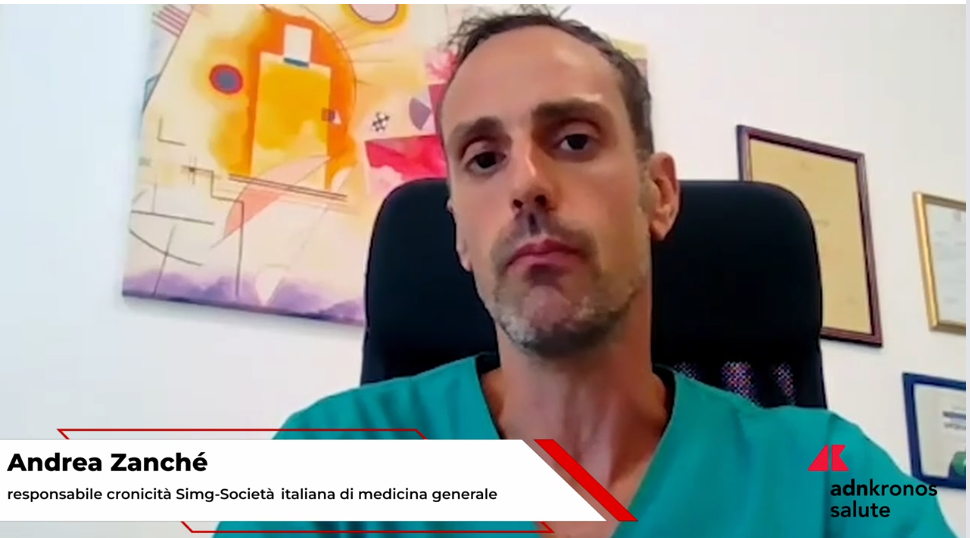 Andrea Zanché
responsabile cronicità Simg-Società italiana di medicina generale
adnkronos
salute